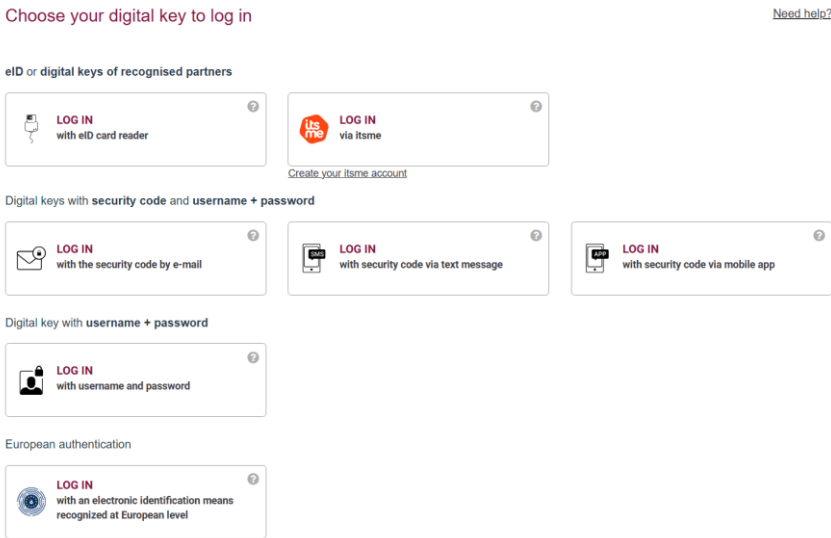 Choose your digital key to log in
Need help?
eID or digital keys of recognised partners
LOG IN
with eID card reader
its
me
LOG IN
via itsme
Create your itsme account
Digital keys with security code and username + password
LOG IN
with the security code by e-mail
SMS
LOG IN
with security code via text message
APP
LOG IN
with security code via mobile app
Digital key with username + password
LOG IN
with username and password
European authentication
LOG IN
with an electronic identification means
recognized at European level